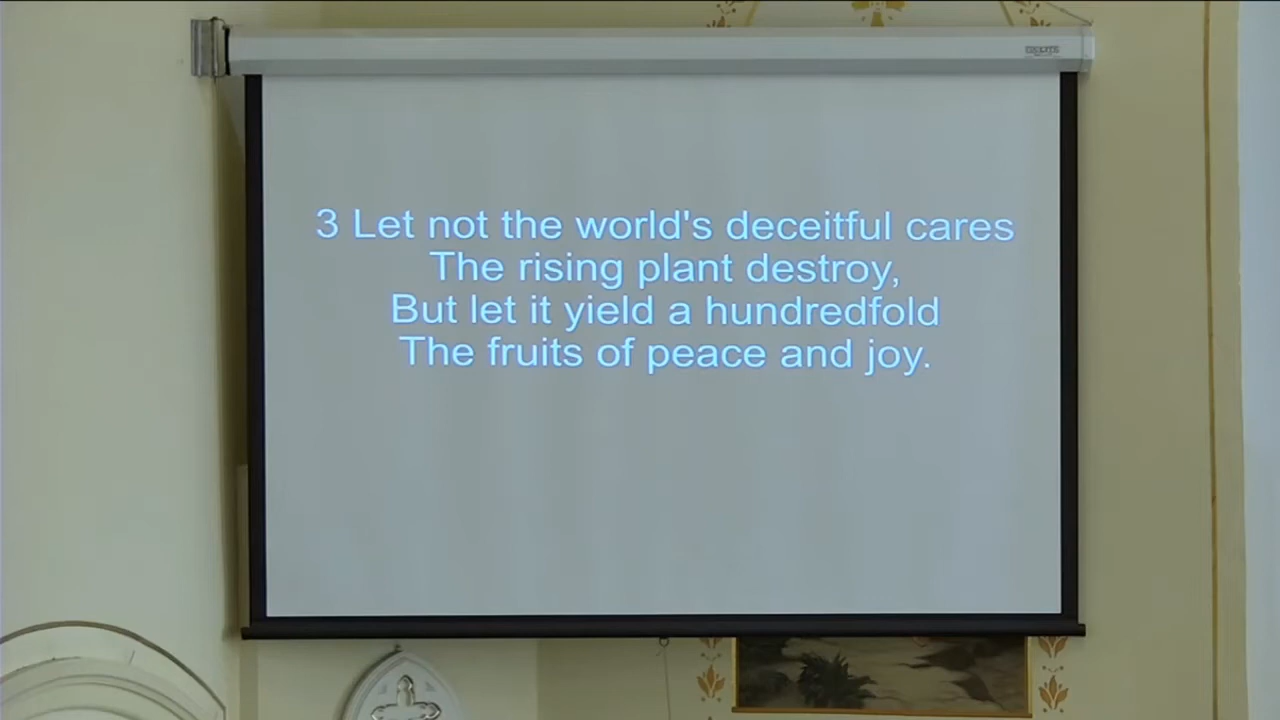 3 Let not the world's deceitful cares
The rising plant destroy,
But let it yield a hundredfold
The fruits of peace and joy.